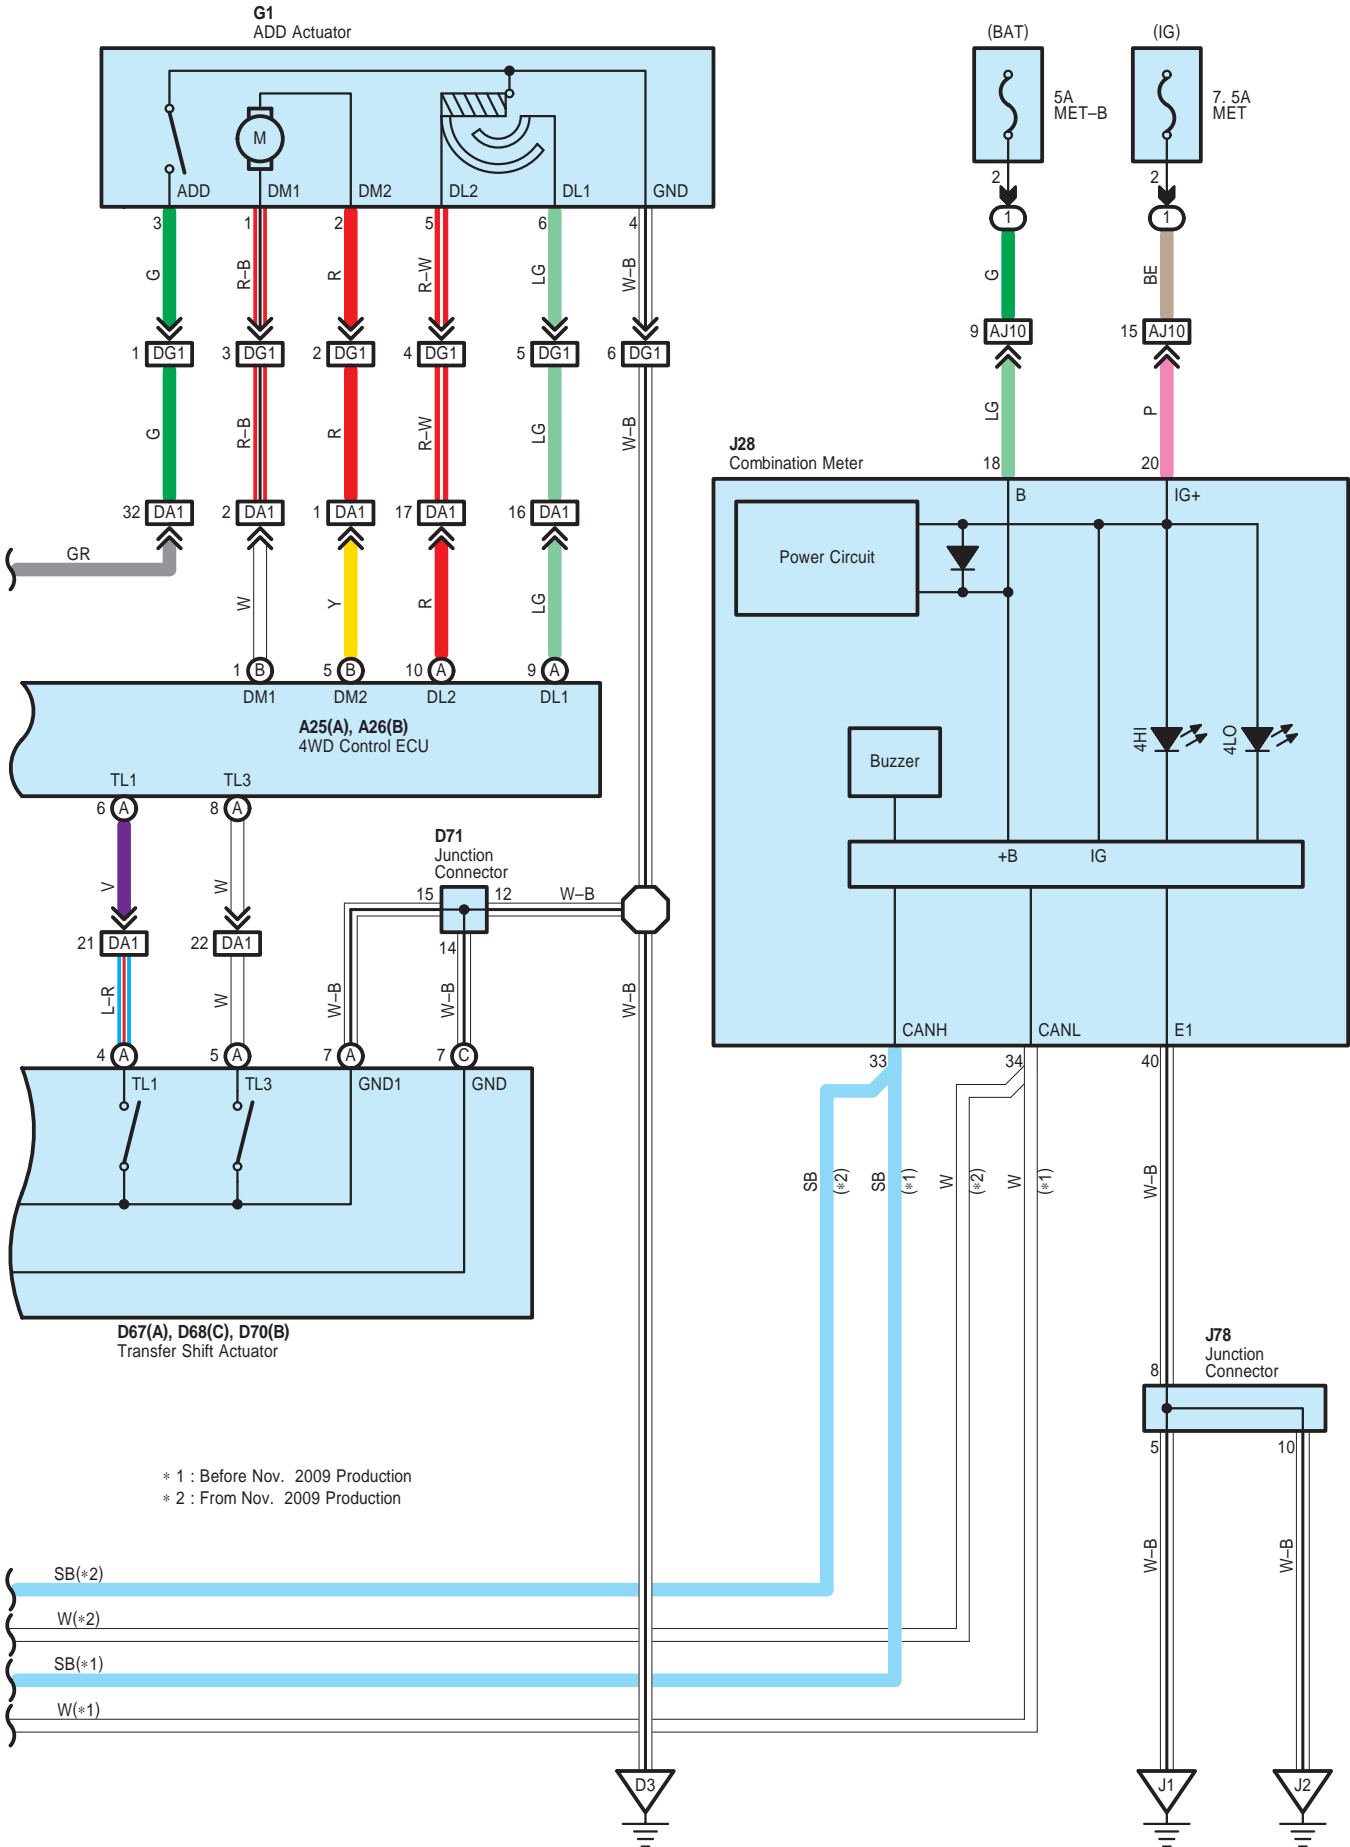 G1
ADD Actuator
(BAT)
(IG)
5A
MET–B
7. 5A
MET
M
ADD
DM1
DM2
DL2
DL1
GND
2
2
3
1
2
5
6
4
1
1
G
R–B
R
R–W
LG
W–B
G
BE
1 DG1
3 DG1
2 DG1
4 DG1
5 DG1
6 DG1
9 AJ10
15 AJ10
G
R–B
R
R–W
LG
W–B
LG
P
J28
Combination Meter
18
20
B
IG+
32 DA1
2 DA1
1 DA1
17 DA1
16 DA1
GR
Power Circuit
W
Y
R
LG
1 B
5 B
10 A
9 A
DM1
DM2
DL2
DL1
A25(A), A26(B)
4WD Control ECU
4HI
4LO
Buzzer
TL1
TL3
6 A
8 A
D71
Junction
Connector
+B
IG
V
W
15
12
W–B
14
21 DA1
22 DA1
L–R
W
W–B
W–B
W–B
CANH
CANL
E1
4 A
5 A
7 A
7 C
33
34
40
TL1
TL3
GND1
GND
SB
(*2)
SB
(*1)
W
(*2)
W
(*1)
W–B
D67(A), D68(C), D70(B)
Transfer Shift Actuator
J78
Junction
Connector
8
5
10
* 1 : Before Nov. 2009 Production
* 2 : From Nov. 2009 Production
W–B
W–B
SB(*2)
W(*2)
SB(*1)
W(*1)
D3
J1
J2